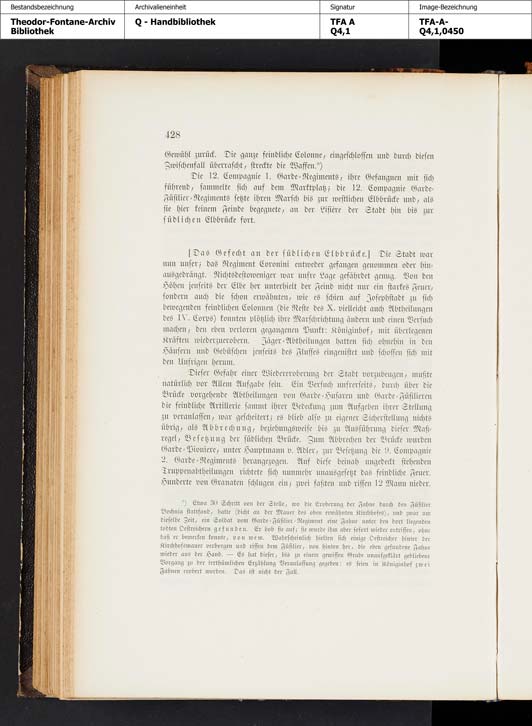 Bestandsbezeichnung Archivalieneinheit Signatur Image-Bezeichnung
Theodor-Fontane-Archiv Q - Handbibliothek TFA A TFA-A-
Bibliothek Q4,1 Q4,1,0450
428
Gewühl zurück. Die ganze feindliche Colonne, eingeschlossen und durch diesen
Zwischenfall überrascht, streckte die Waffen.*)
Die 12. Compagnie 1. Garde-Regiments, ihre Gefangnen mit sich
führend, sammelte sich auf dem Marktplatz; die 12. Compagnie Garde-
Füsilier-Regiments setzte ihren Marsch bis zur westlichen Elbbrücke und, als
sie hier keinem Feinde begegnete, an der Lisière der Stadt hin bis zur
südlichen Elbbrücke fort.
[Das Gefecht an der südlichen Elbbrücke.] Die Stadt war
nun unser; das Regiment Coronini entweder gefangen genommen oder hin-
ausgedrängt. Nichtsdestoweniger war unsre Lage gefährdet genug. Von den
Höhen jenseits der Elbe her unterhielt der Feind nicht nur ein starkes Feuer,
sondern auch die schon erwähnten, wie es schien auf Josephstadt zu sich
bewegenden feindlichen Colonnen (die Reste des X. vielleicht auch Abtheilungen
des IV. Corps) konnten plötzlich ihre Marschrichtung ändern und einen Versuch
machen, den eben verloren gegangenen Punkt: Königinhof, mit überlegenen
Kräften wiederzuerobern. Jäger-Abtheilungen hatten sich ohnehin in den
Häusern und Gebüschen jenseits des Flusses eingenistet und schossen sich mit
den Unsrigen herum.
Dieser Gefahr einer Wiedereroberung der Stadt vorzubeugen, mußte
natürlich vor Allem Aufgabe sein. Ein Versuch unsrerseits, durch über die
Brücke vorgehende Abtheilungen von Garde-Husaren und Garde-Füsilieren
die feindliche Artillerie sammt ihrer Bedeckung zum Aufgeben ihrer Stellung
zu veranlassen, war gescheitert; es blieb also zu eigener Sicherstellung nichts
übrig, als Abbrechung, beziehungsweise bis zu Ausführung dieser Maß-
regel, Besetzung der südlichen Brücke. Zum Abbrechen der Brücke wurden
Garde-Pioniere, unter Hauptmann v. Adler, zur Besetzung die 9. Compagnie
2. Garde-Regiments herangezogen. Auf diese beinah ungedeckt stehenden
Truppenabtheilungen richtete sich nunmehr unausgesetzt das feindliche Feuer.
Hunderte von Granaten schlugen ein; zwei faßten und rissen 12 Mann nieder.
*) Etwa 30 Schritt von der Stelle, wo die Eroberung der Fahne durch den Füsilier
Bochnia stattfand, hatte (dicht an der Mauer des oben erwähnten Kirchhofes), und zwar um
dieselbe Zeit, ein Soldat vom Garde-Füsilier-Regiment eine Fahne unter den dort liegenden
todten Oestreichern gefunden. Er hob sie auf; sie wurde ihm aber sofort wieder entrissen, ohne
daß er bemerken konnte, von wem. Wahrscheinlich hielten sich einige Oestreicher hinter der
Kirchhofsmauer verborgen und rissen dem Füsilier, von hinten her, die eben gefundene Fahne
wieder aus der Hand. — Es hat dieser, bis zu einem gewissen Grade unaufgeklärt gebliebene
Vorgang zu der irrthümlichen Erzählung Veranlassung gegeben: es seien in Königinhof zwei
Fahnen erobert worden. Das ist nicht der Fall.